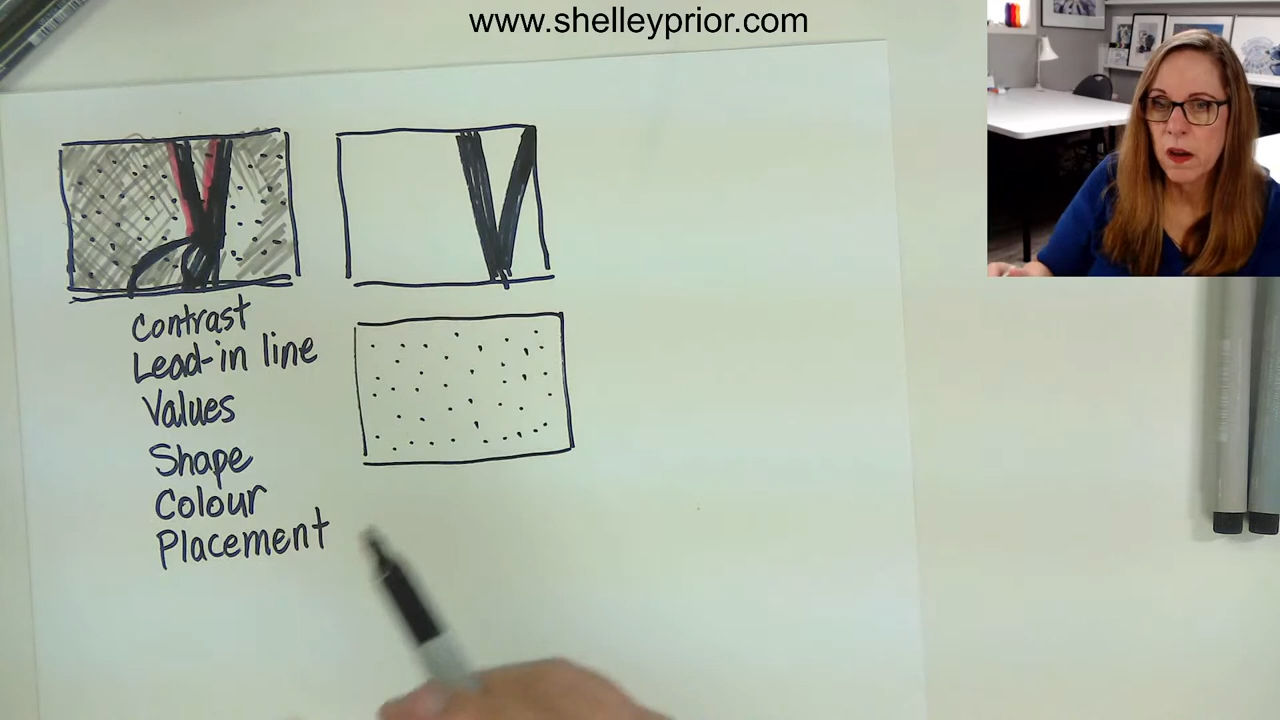 www.shelleyprior.com
Contrast
Lead-in line
Values
Shape
Colour
Placement